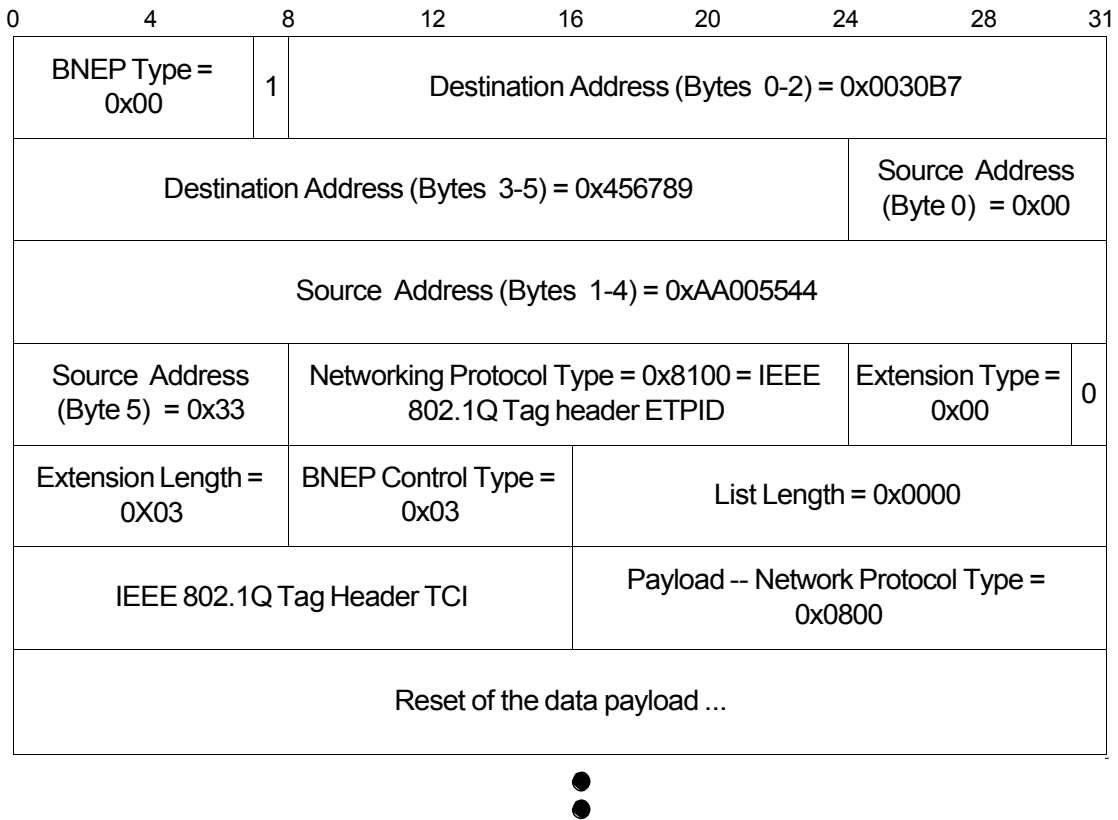 0 4 8 12 16 20 24 28 31
BNEP Type =
0x00
1
Destination Address (Bytes 0-2) = 0x0030B7
Destination Address (Bytes 3-5) = 0x456789
Source Address
(Byte 0) = 0x00
Source Address (Bytes 1-4) = 0xAA005544
Source Address
(Byte 5) = 0x33
Networking Protocol Type = 0x8100 = IEEE
802.1Q Tag header ETPID
Extension Type =
0x00
0
Extension Length =
0X03
BNEP Control Type =
0x03
List Length = 0x0000
IEEE 802.1Q Tag Header TCI
Payload -- Network Protocol Type =
0x0800
Reset of the data payload ...